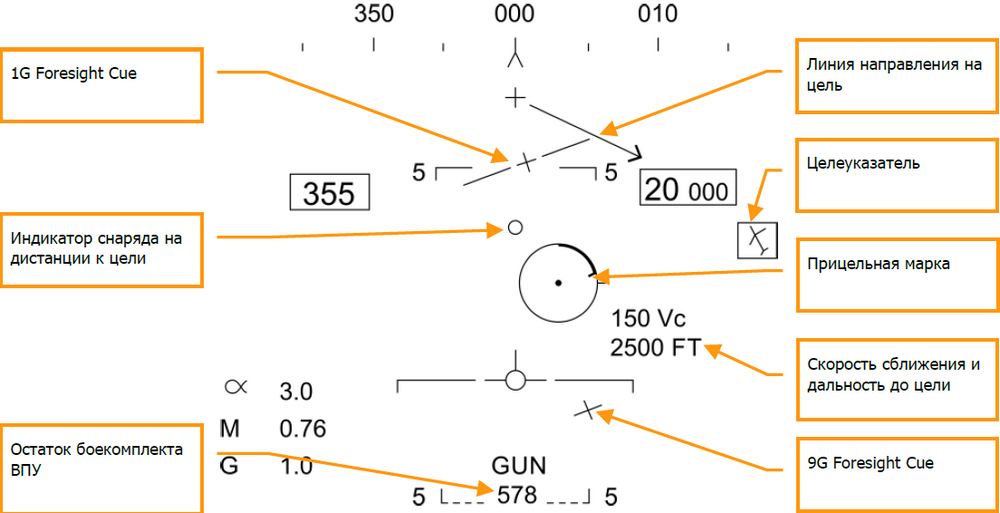 350 000 010
1G Foresight Cue
Линия направления на
цель
5 5
Целеуказатель
355
20 000
Индикатор снаряда на
дистанции к цели
Прицельная марка
150 Vc
2500 FT
Скорость сближения и
дальность до цели
α 3.0
M 0.76
G 1.0
Остаток боекомплекта
ВПУ
GUN
9G Foresight Cue
5 578 5